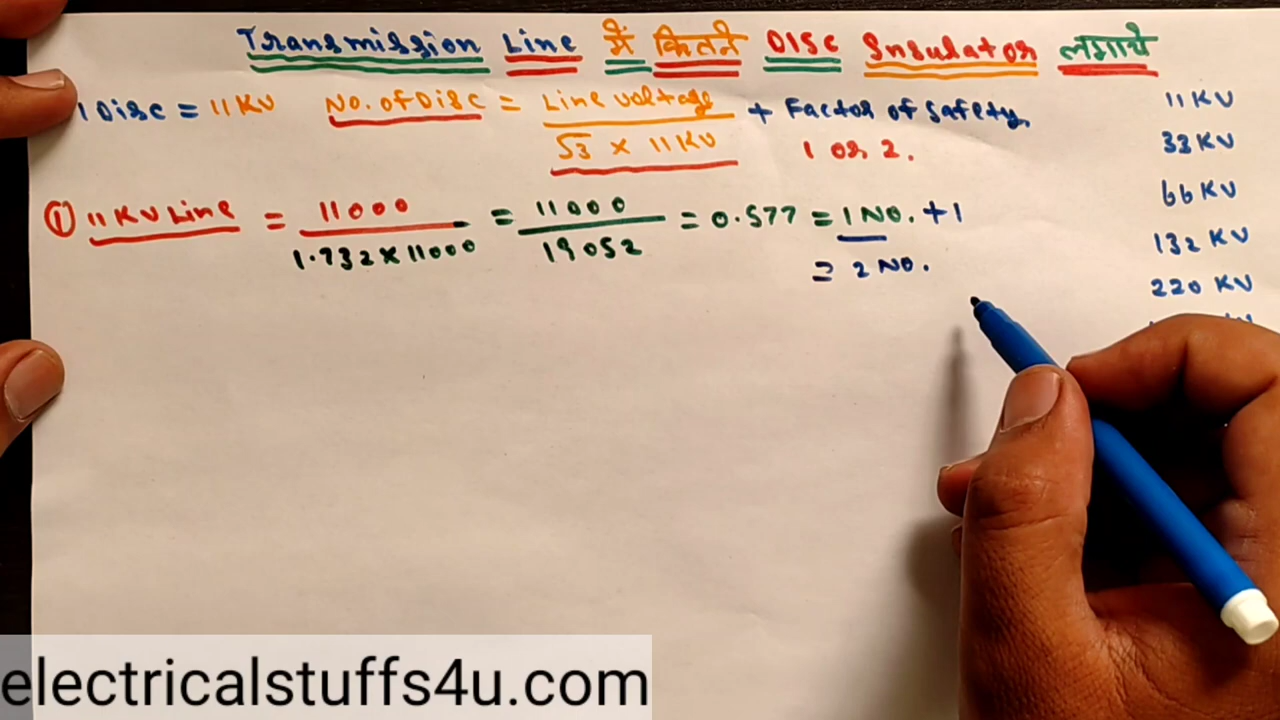 Transmission Line में कितने Disc Insulator लगाये
1 Disc = 11 KV No. of Disc = Line voltage / √3 × 11 KV + Factor of Safety,
1 or 2.
① 11 KV Line = 11000 / 1.732 × 11000 = 11000 / 19052 = 0.577 = 1 No. + 1
= 2 No.
11 KV
33 KV
66 KV
132 KV
220 KV
electricalstuffs4u.com